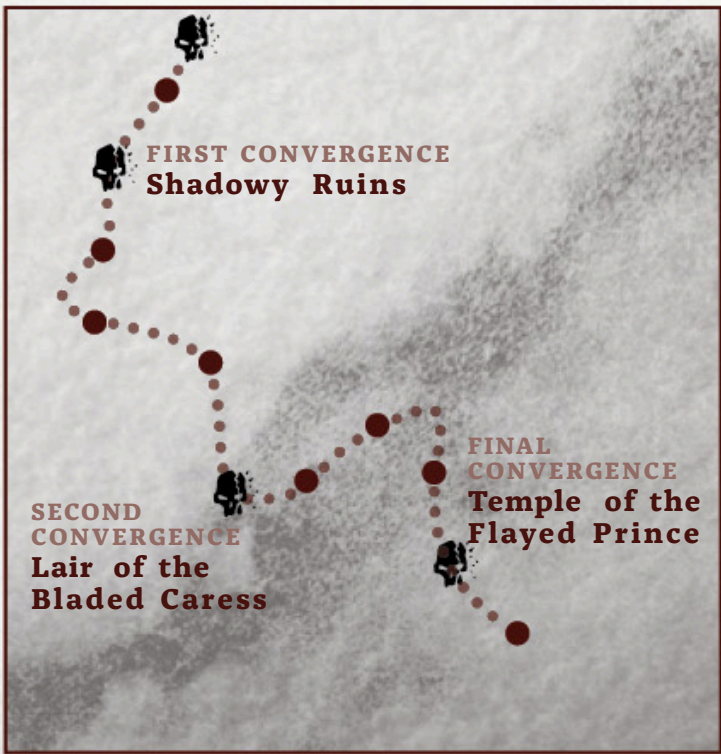 FIRST CONVERGENCE
Shadowy Ruins
FINAL
CONVERGENCE
Temple of the
Flayed Prince
SECOND
CONVERGENCE
Lair of the
Bladed Caress